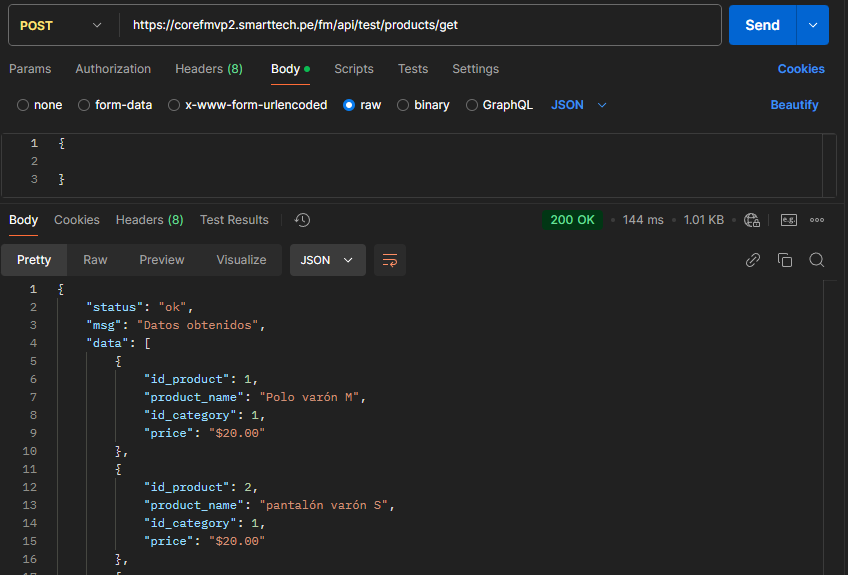 POST https://corefmvp2.smarttech.pe/fm/api/test/products/get Send
Params Authorization Headers (8) Body Scripts Tests Settings Cookies
none form-data x-www-form-urlencoded raw binary GraphQL JSON Beautify
1 {
2
3 }
Body Cookies Headers (8) Test Results 200 OK 144 ms 1.01 KB e.g.
Pretty Raw Preview Visualize JSON
1 {
2 "status": "ok",
3 "msg": "Datos obtenidos",
4 "data": [
5 {
6 "id_product": 1,
7 "product_name": "Polo varón M",
8 "id_category": 1,
9 "price": "$20.00"
10 },
11 {
12 "id_product": 2,
13 "product_name": "pantalón varón S",
14 "id_category": 1,
15 "price": "$20.00"
16 },